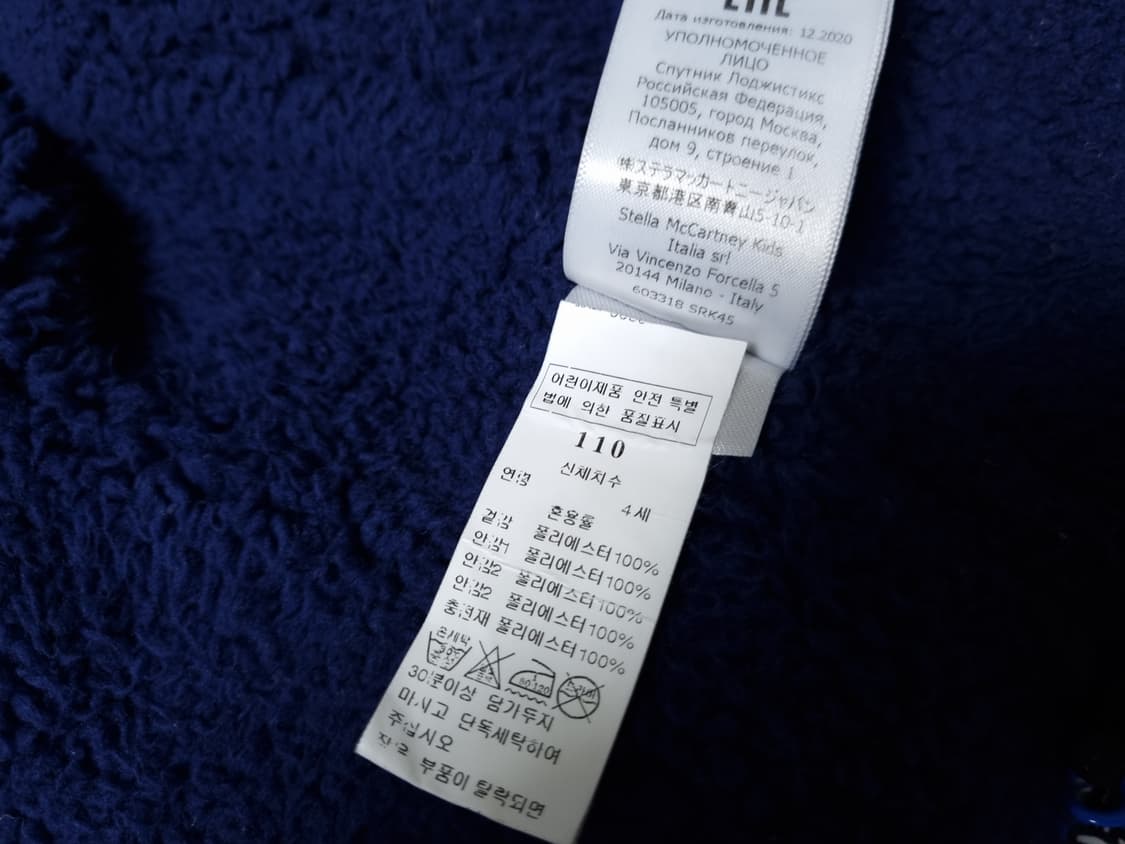 EAC
Дата изготовления: 12.2020
УПОЛНОМОЧЕННОЕ
ЛИЦО
Спутник Лоджистикс
Российская Федерация,
105005, город Москва,
Посланников переулок,
дом 9, строение 1
㈱ステラマッカートニージャパン
東京都港区南青山5-10-1
Stella McCartney Kids
Italia srl
Via Vincenzo Forcella 5
20144 Milano - Italy
603318 SRK45
어린이제품 안전 특별
법에 의한 품질표시
110
신체치수
연령 4세
혼용률
겉감 폴리에스터100%
안감1 폴리에스터100%
안감2 폴리에스터100%
안감2 폴리에스터100%
충전재 폴리에스터100%
손세탁
30분이상 담가두지
마시고 단독세탁하여
주십시오
부품이 탈락되면